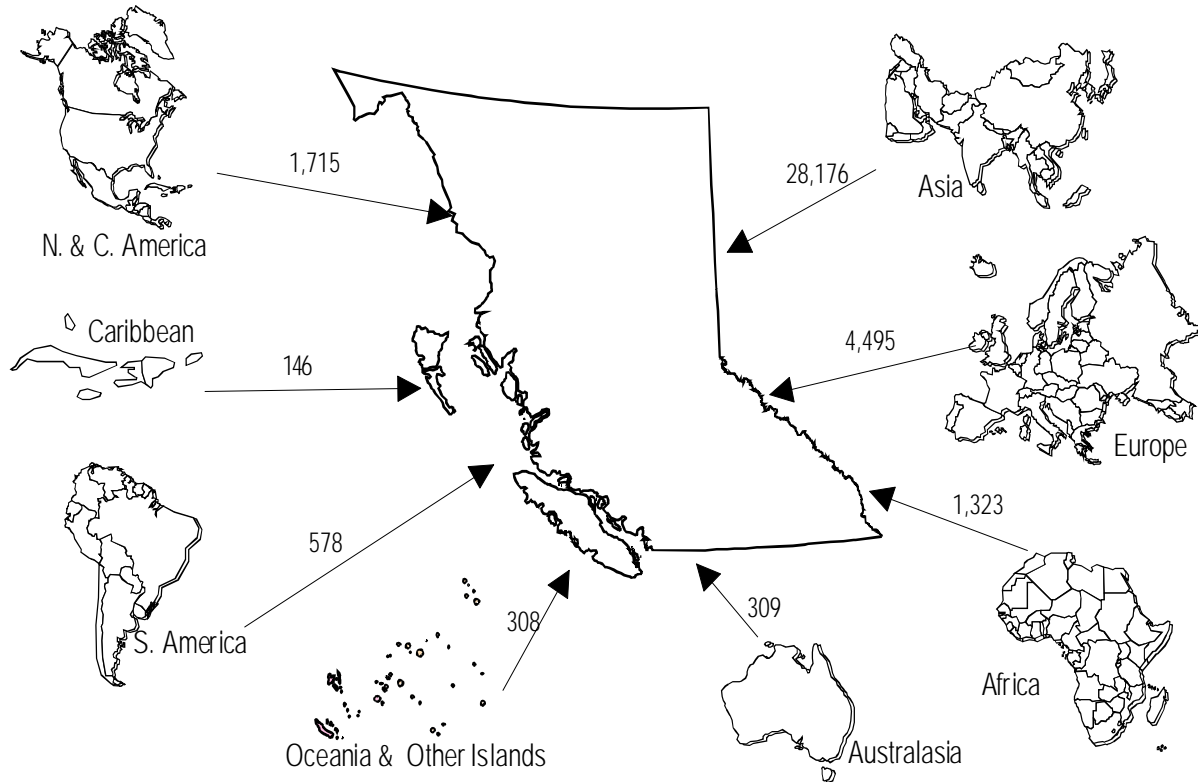 1,715
N. & C. America
28,176
Asia
Caribbean
146
4,495
Europe
578
S. America
1,323
Africa
308
Oceania & Other Islands
309
Australasia